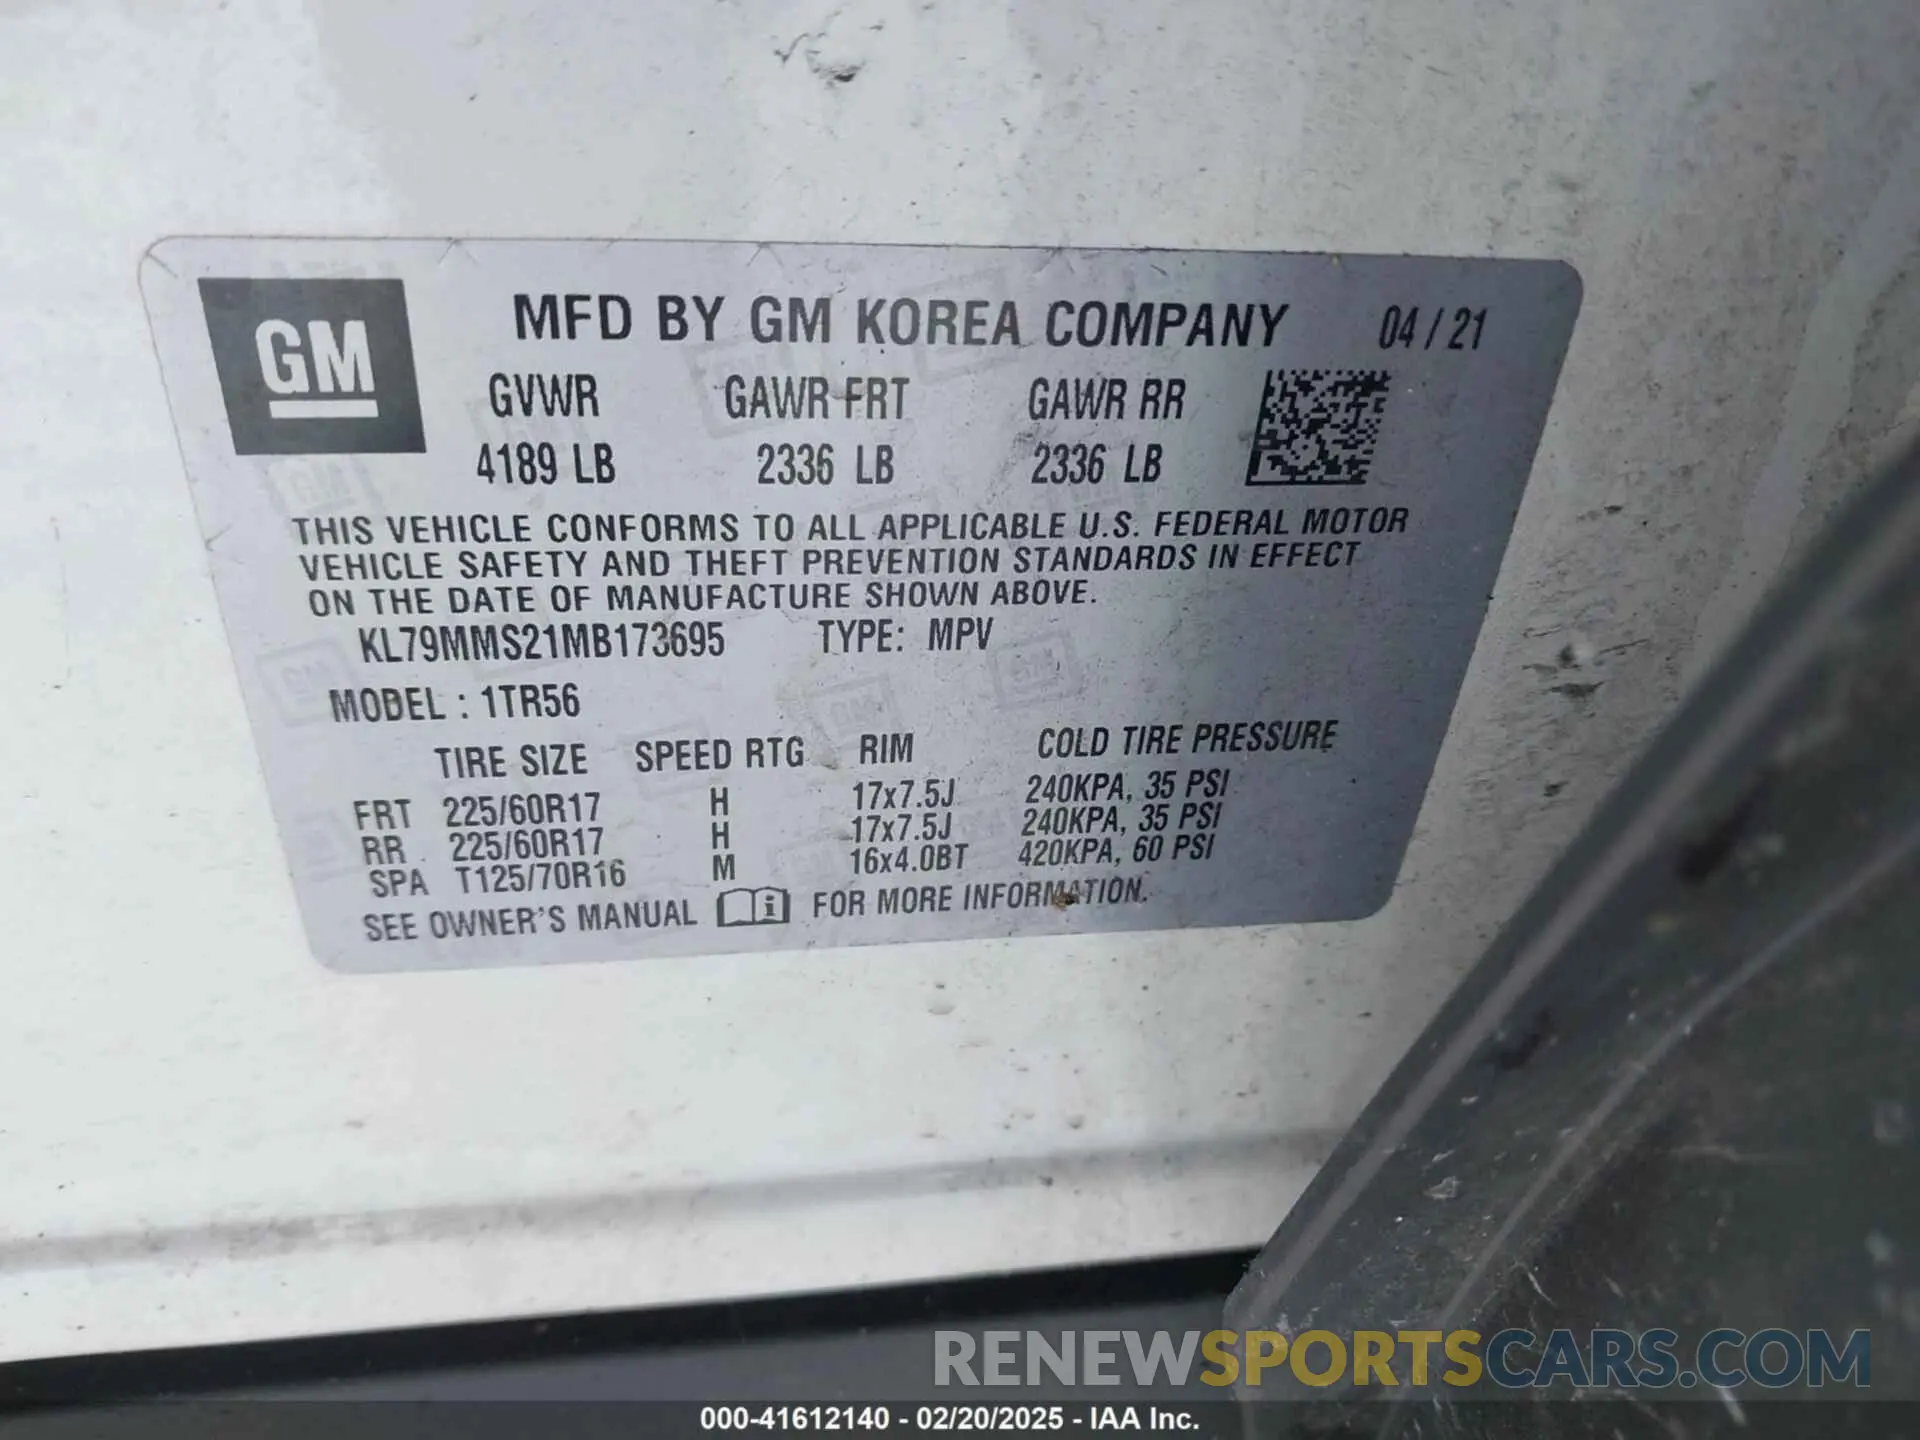 GM
MFD BY GM KOREA COMPANY 04/21
GVWR GAWR FRT GAWR RR
4189 LB 2336 LB 2336 LB
THIS VEHICLE CONFORMS TO ALL APPLICABLE U.S. FEDERAL MOTOR
VEHICLE SAFETY AND THEFT PREVENTION STANDARDS IN EFFECT
ON THE DATE OF MANUFACTURE SHOWN ABOVE.
KL79MMS21MB173695 TYPE: MPV
MODEL : 1TR56
TIRE SIZE SPEED RTG RIM COLD TIRE PRESSURE
FRT 225/60R17 H 17x7.5J 240KPA, 35 PSI
RR 225/60R17 H 17x7.5J 240KPA, 35 PSI
SPA T125/70R16 M 16x4.0BT 420KPA, 60 PSI
SEE OWNER'S MANUAL i FOR MORE INFORMATION.
RENEWSPORTSCARS.COM
000-41612140 - 02/20/2025 - IAA Inc.